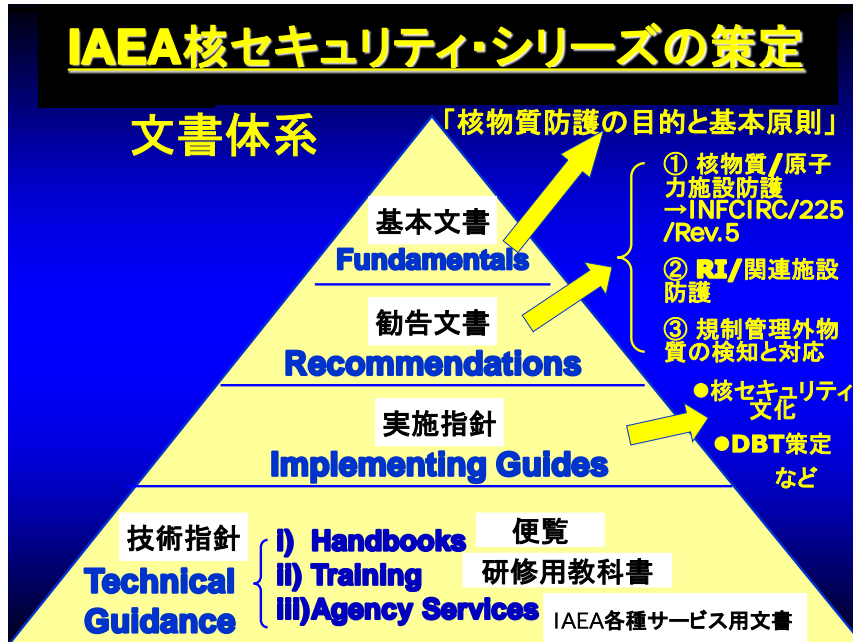 IAEA核セキュリティ・シリーズの策定
文書体系
「核物質防護の目的と基本原則」
基本文書
Fundamentals
① 核物質/原子
力施設防護
→INFCIRC/225
/Rev.5
② RI/関連施設
防護
③ 規制管理外物
質の検知と対応
勧告文書
Recommendations
実施指針
Implementing Guides
●核セキュリティ
文化
●DBT策定
など
技術指針
Technical
Guidance
i) Handbooks 便覧
ii) Training 研修用教科書
iii)Agency Services IAEA各種サービス用文書